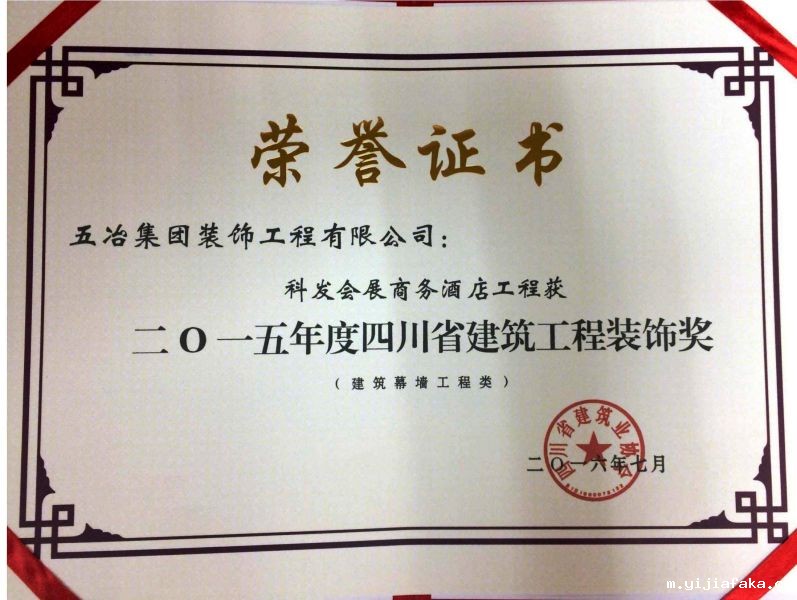 荣誉证书
五冶集团装饰工程有限公司：
科发会展商务酒店工程获
二O一五年度四川省建筑工程装饰奖
（建筑幕墙工程类）
四川省建筑业协会
二O一六年七月
m.yijiafaka.c